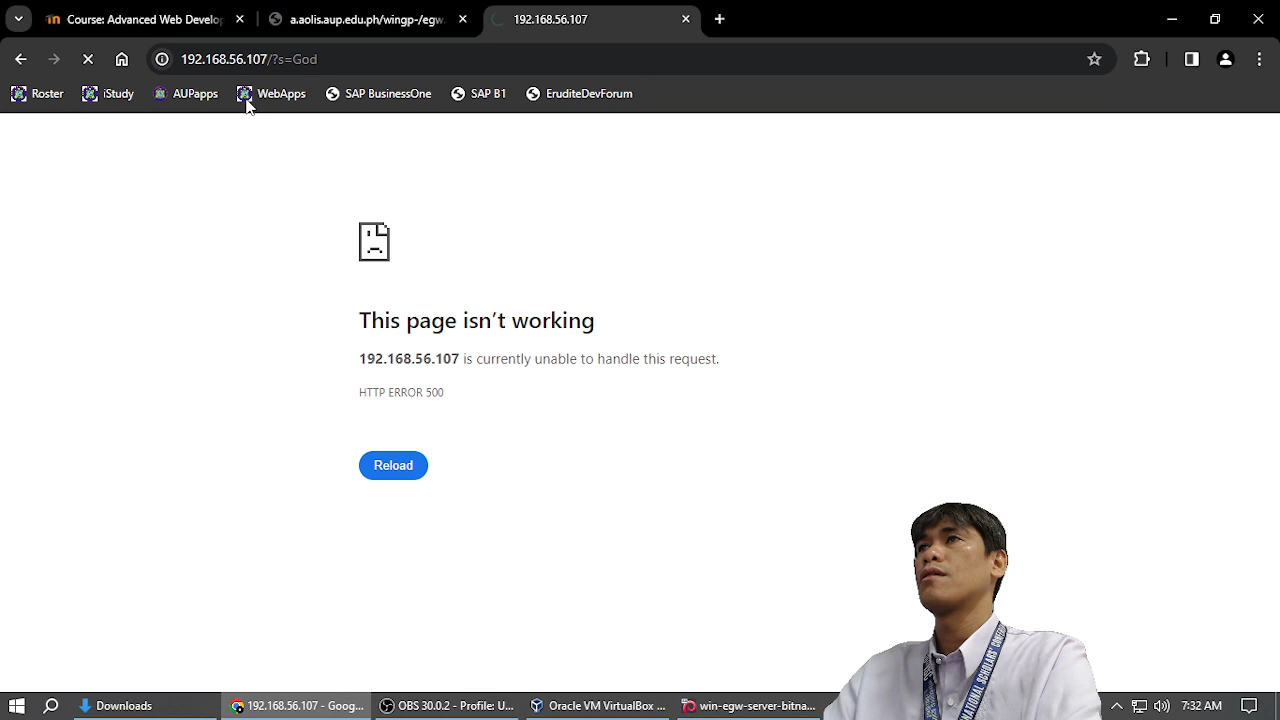 Course: Advanced Web Develop
a.aolis.aup.edu.ph/wingp-/egw
192.168.56.107
192.168.56.107/?s=God
Roster
iStudy
AUPapps
WebApps
SAP BusinessOne
SAP B1
EruditeDevForum
This page isn't working
192.168.56.107 is currently unable to handle this request.
HTTP ERROR 500
Reload
NATIONAL SCHOLARS' CONFER
Downloads
192.168.56.107 - Goog...
OBS 30.0.2 - Profile: U...
Oracle VM VirtualBox ...
win-egw-server-bitna...
7:32 AM